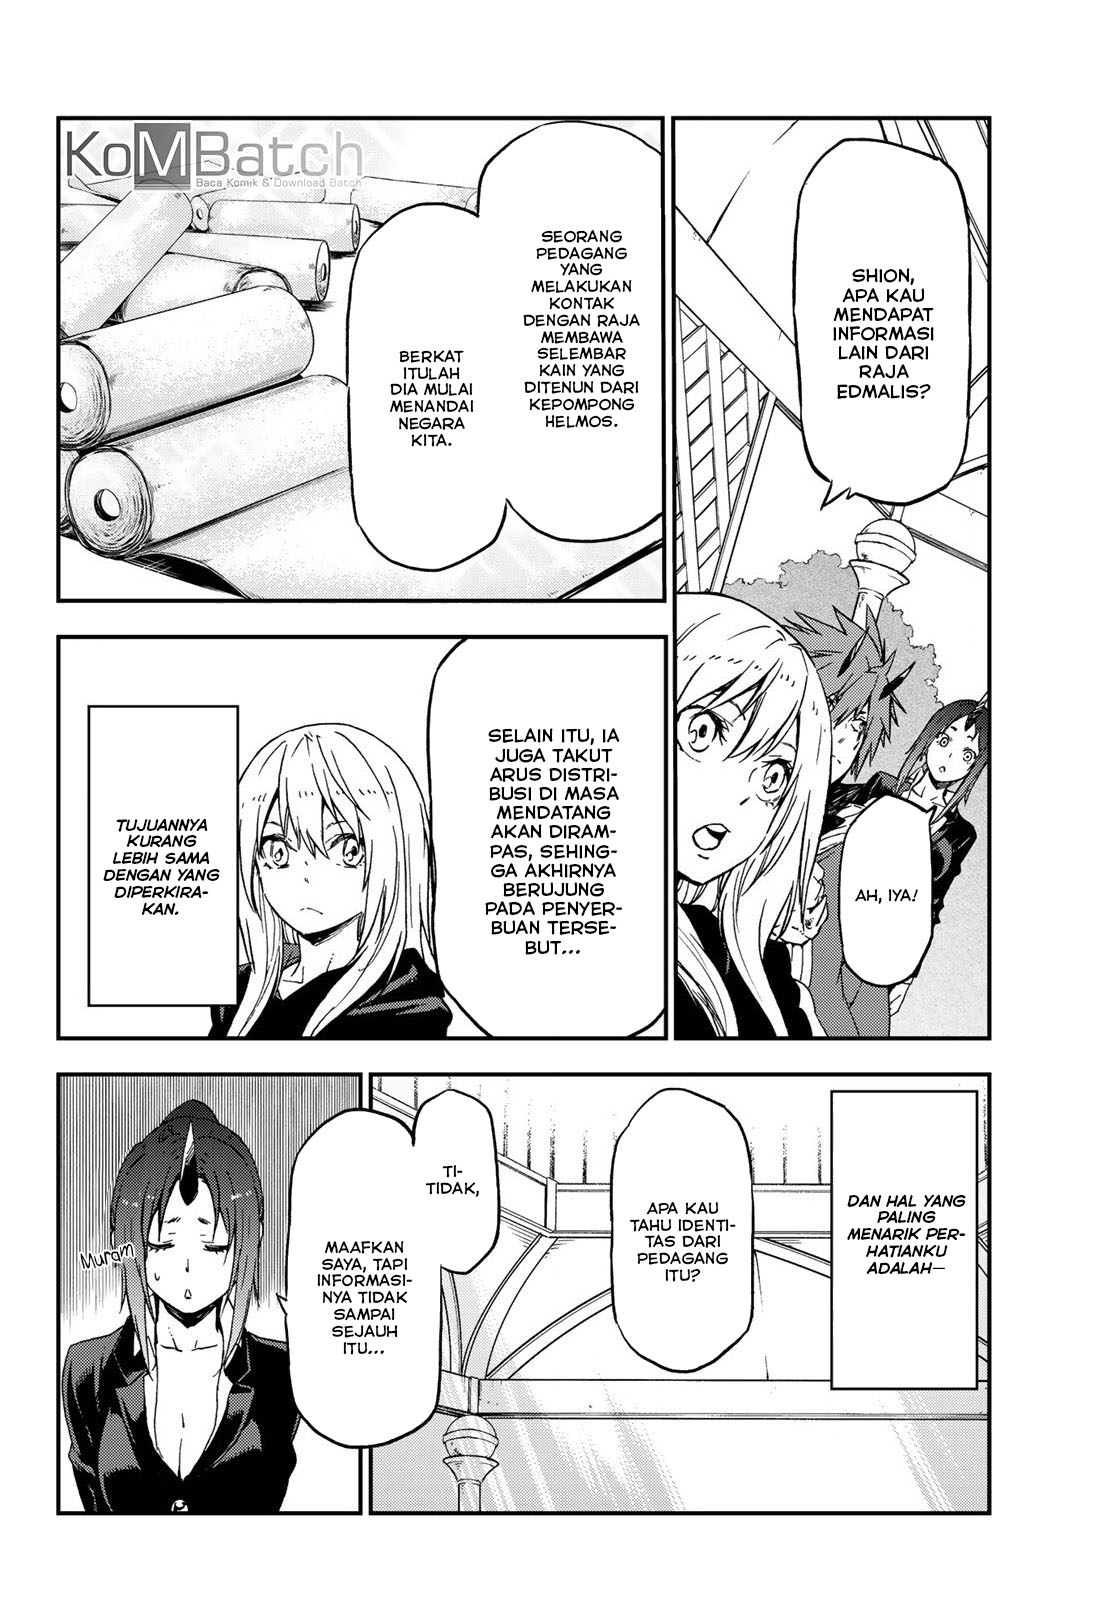 KoMBatch
Baca Komik & Download Batch
SHION,
APA KAU
MENDAPAT
INFORMASI
LAIN DARI
RAJA
EDMALIS?
AH, IYA!
SEORANG
PEDAGANG
YANG
MELAKUKAN
KONTAK
DENGAN RAJA
MEMBAWA
SELEMBAR
KAIN YANG
DITENUN DARI
KEPOMPONG
HELMOS.
BERKAT
ITULAH
DIA MULAI
MENANDAI
NEGARA
KITA.
SELAIN ITU, IA
JUGA TAKUT
ARUS DISTRI-
BUSI DI MASA
MENDATANG
AKAN DIRAM-
PAS, SEHING-
GA AKHIRNYA
BERUJUNG
PADA PENYER-
BUAN TERSE-
BUT...
TUJUANNYA
KURANG
LEBIH SAMA
DENGAN YANG
DIPERKIRA-
KAN.
DAN HAL YANG
PALING
MENARIK PER-
HATIANKU
ADALAH—
APA KAU
TAHU IDENTI-
TAS DARI
PEDAGANG
ITU?
TI-
TIDAK,
MAAFKAN
SAYA, TAPI
INFORMASI-
NYA TIDAK
SAMPAI
SEJAUH
ITU...
Muram